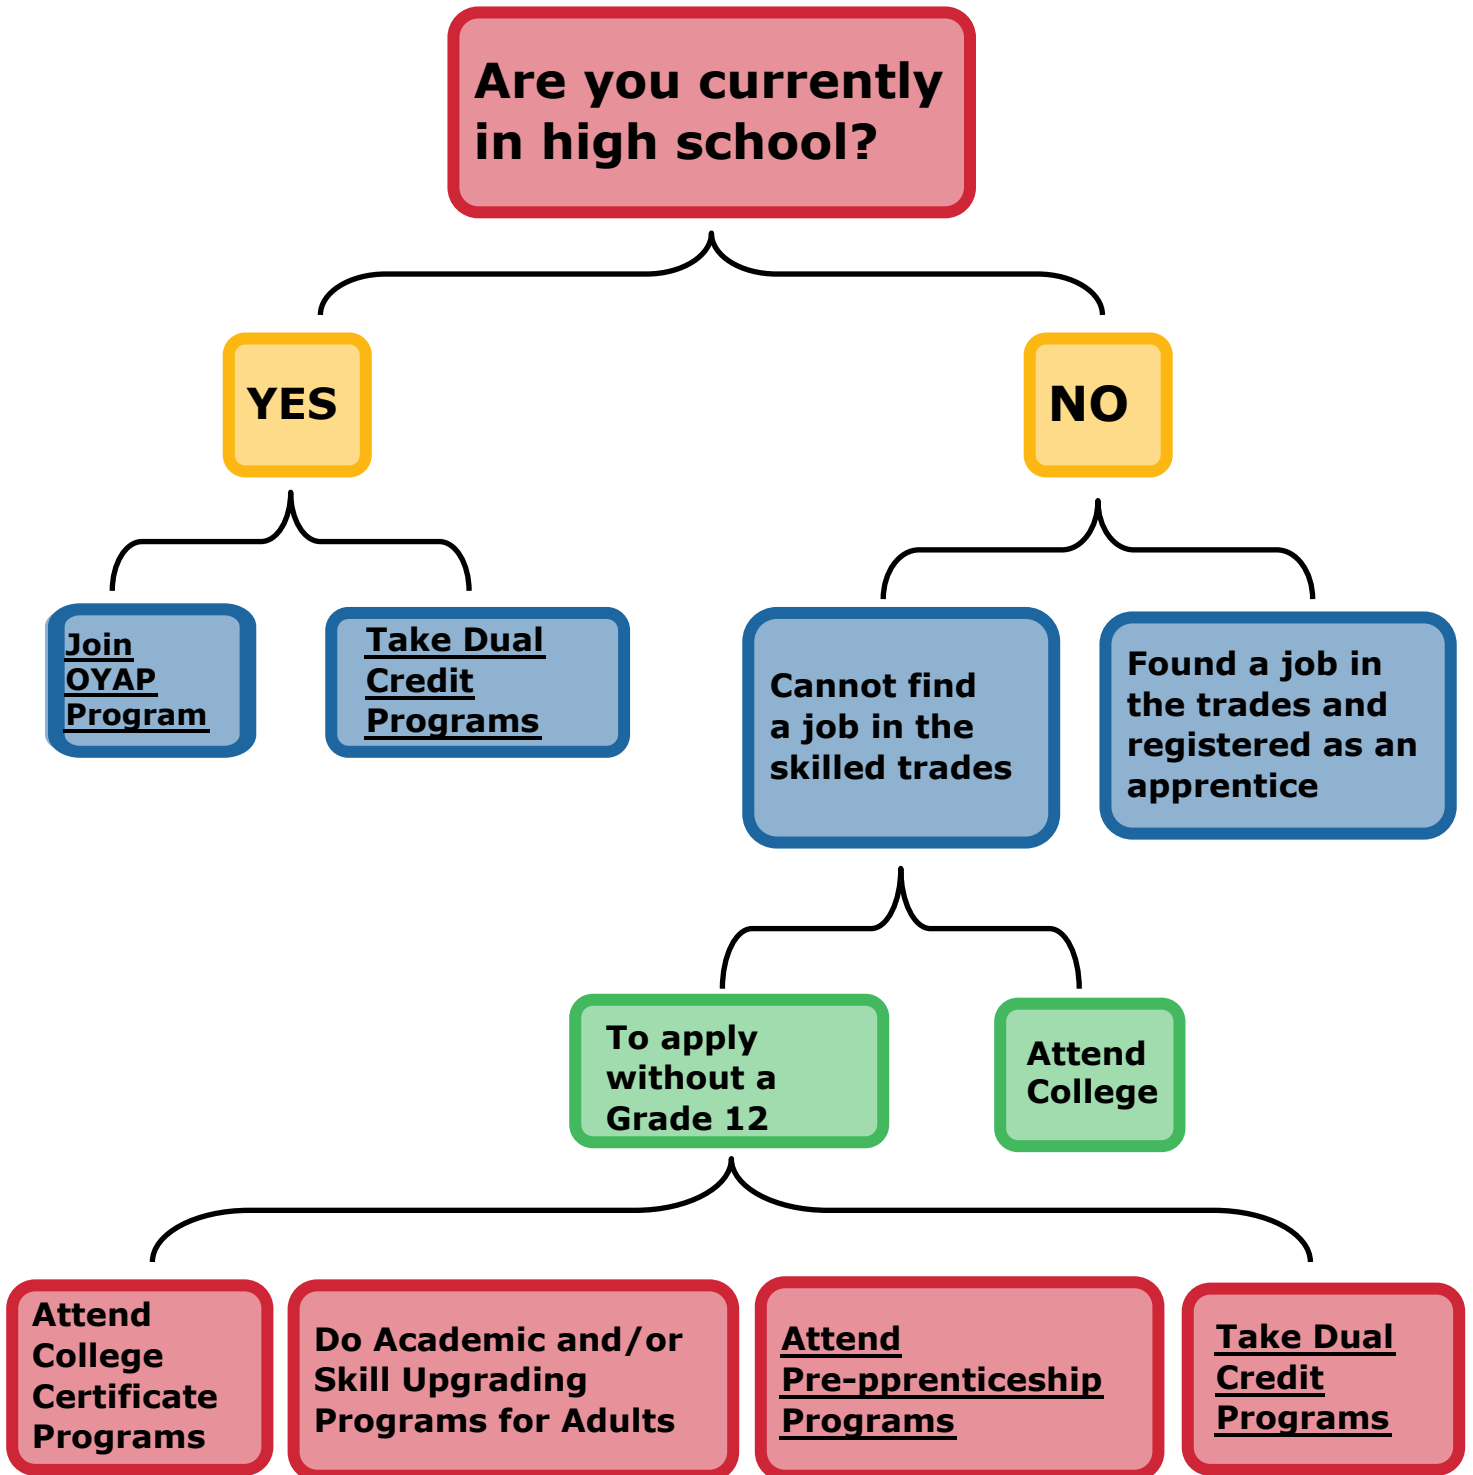 Are you currently
in high school?
YES
NO
Join
OYAP
Program
Take Dual
Credit
Programs
Cannot find
a job in the
skilled trades
Found a job in
the trades and
registered as an
apprentice
To apply
without a
Grade 12
Attend
College
Attend
College
Certificate
Programs
Do Academic and/or
Skill Upgrading
Programs for Adults
Attend
Pre-pprenticeship
Programs
Take Dual
Credit
Programs